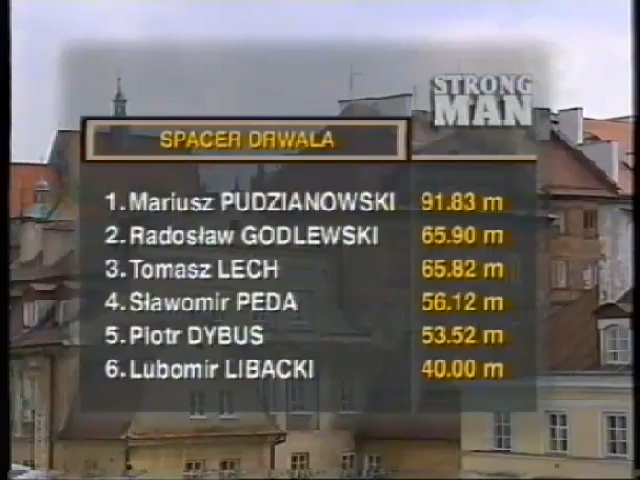 STRONG
MAN
SPACER DRWALA
1. Mariusz PUDZIANOWSKI 91.83 m
2. Radosław GODLEWSKI 65.90 m
3. Tomasz LECH 65.82 m
4. Sławomir PEDA 56.12 m
5. Piotr DYBUS 53.52 m
6. Lubomir LIBACKI 40.00 m